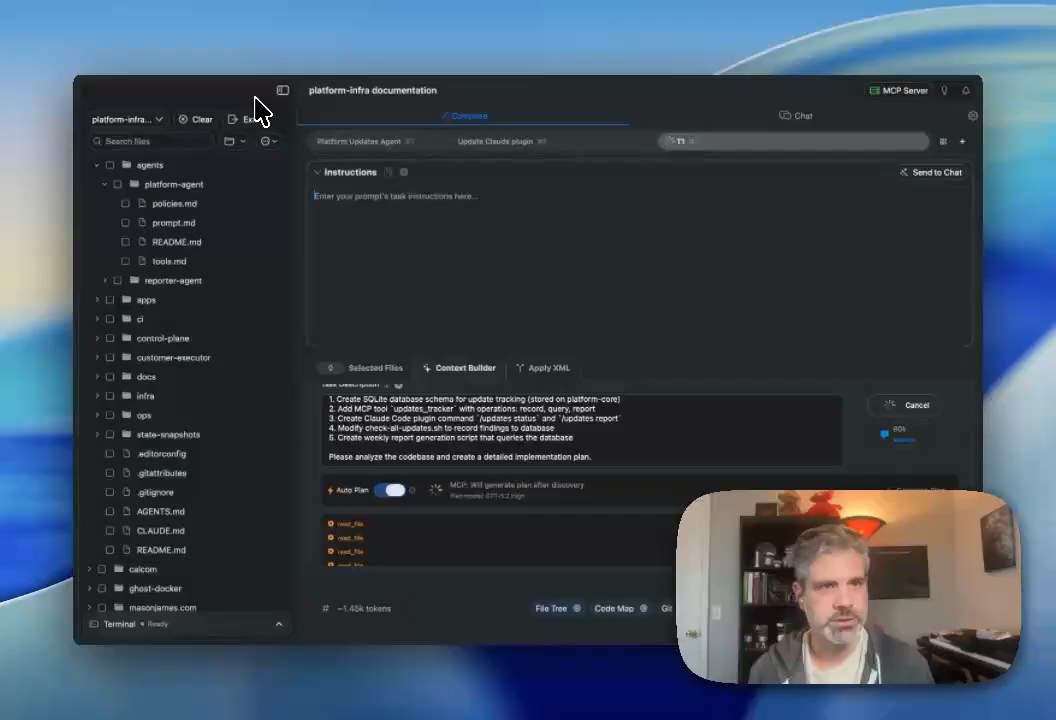 platform-infra documentation
MCP Server
platform-infra...
Clear
Ex
Compose
Chat
Search files
Platform Updates Agent
Update Claude plugin
T1
Instructions
Send to Chat
Enter your prompt's task instructions here...
agents
platform-agent
policies.md
prompt.md
README.md
tools.md
reporter-agent
apps
ci
control-plane
customer-executor
docs
infra
ops
state-snapshots
.editorconfig
.gitattributes
.gitignore
AGENTS.md
CLAUDE.md
README.md
calcom
ghost-docker
masonjames.com
Terminal • Ready
0 Selected Files
Context Builder
Apply XML
Task Description
1. Create SQLite database schema for update tracking (stored on platform-core)
2. Add MCP tool `updates_tracker` with operations: record, query, report
3. Create Claude Code plugin command `/updates status` and `/updates report`
4. Modify check-all-updates.sh to record findings to database
5. Create weekly report generation script that queries the database
Please analyze the codebase and create a detailed implementation plan.
Cancel
Auto Plan
MCP: Will generate plan after discovery
read_file
read_file
read_file
read_file
# ~1.45k tokens
File Tree
Code Map
Git